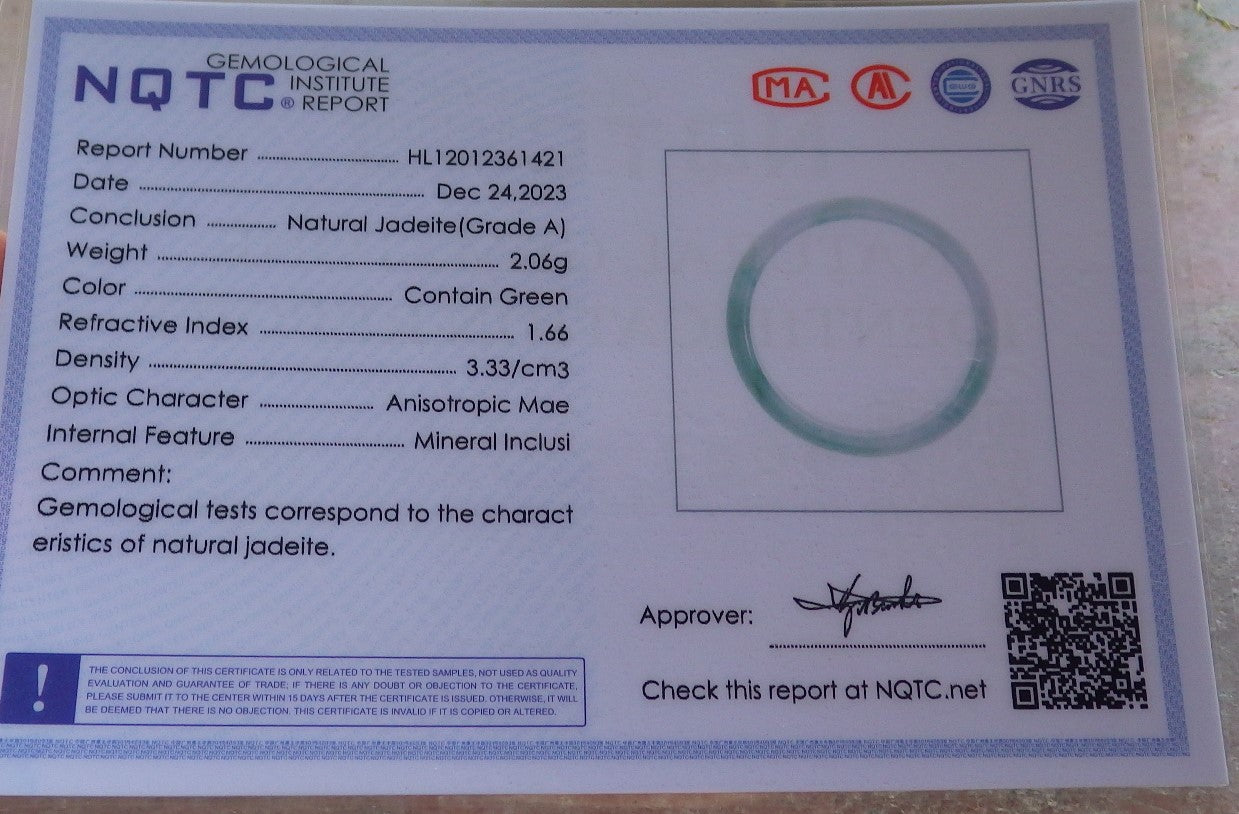 GEMOLOGICAL
NQTC INSTITUTE
® REPORT
MA
GNRS
Report Number ........................ HL12012361421
Date ........................ Dec 24,2023
Conclusion ............ Natural Jadeite(Grade A)
Weight ........................ 2.06g
Color ........................ Contain Green
Refractive Index ........................ 1.66
Density ........................ 3.33/cm3
Optic Character ............ Anisotropic Mae
Internal Feature ............ Mineral Inclusi
Comment:
Gemological tests correspond to the charact
eristics of natural jadeite.
!
THE CONCLUSION OF THIS CERTIFICATE IS ONLY RELATED TO THE TESTED SAMPLES, NOT USED AS QUALITY
EVALUATION AND GUARANTEE OF TRADE; IF THERE IS ANY DOUBT OR OBJECTION TO THE CERTIFICATE,
PLEASE SUBMIT IT TO THE CENTER WITHIN 15 DAYS AFTER THE CERTIFICATE IS ISSUED. OTHERWISE, IT WILL
BE DEEMED THAT THERE IS NO OBJECTION. THIS CERTIFICATE IS INVALID IF IT IS COPIED OR ALTERED.
Approver:
Check this report at NQTC.net